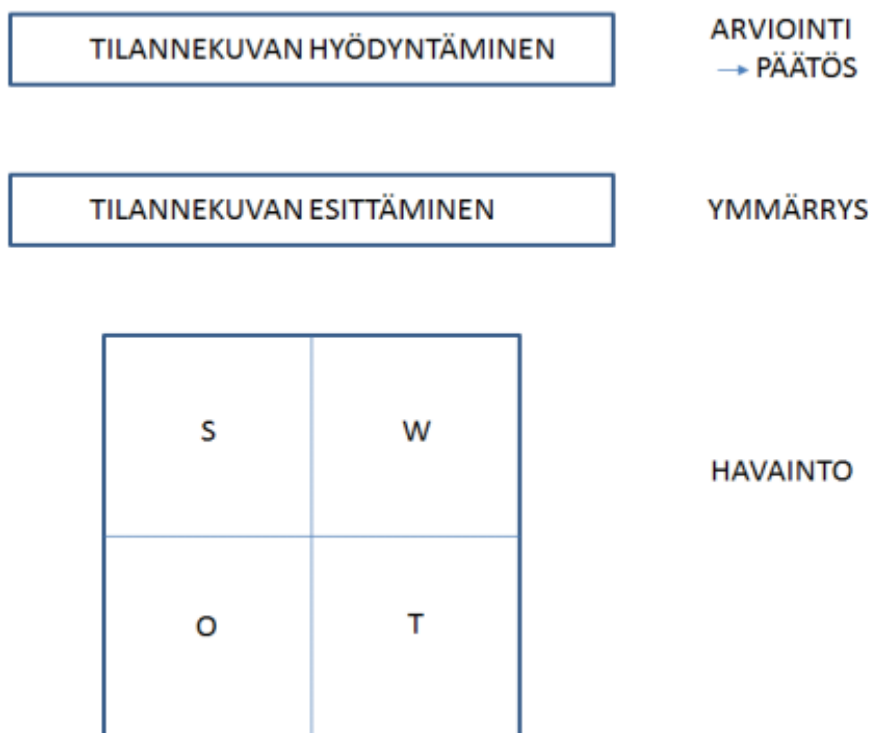 TILANNEKUVAN HYÖDYNTÄMINEN
ARVIOINTI
→ PÄÄTÖS
TILANNEKUVAN ESITTÄMINEN
YMMÄRRYS
S
W
HAVAINTO
O
T